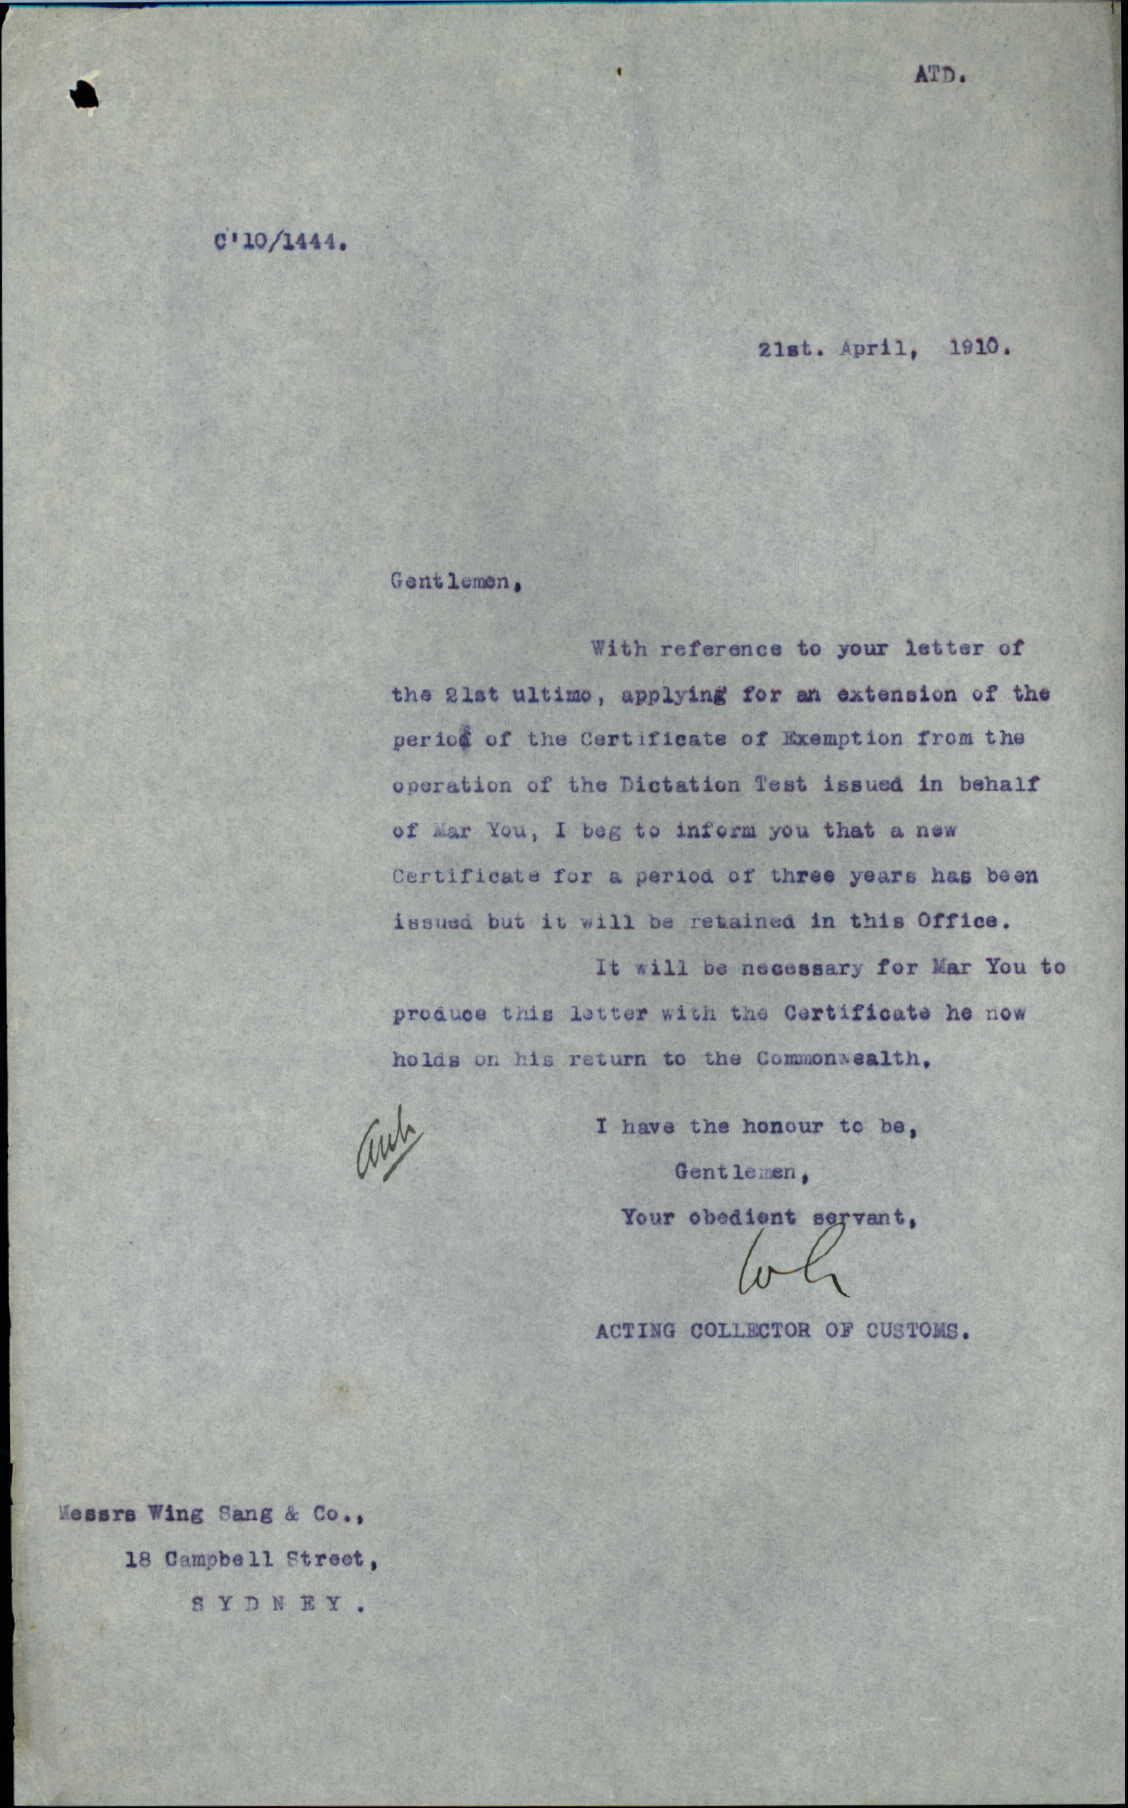 ATD.
C'10/1444.
21st. April, 1910.
Gentlemen,
With reference to your letter of
the 21st ultimo, applying for an extension of the
period of the Certificate of Exemption from the
operation of the Dictation Test issued in behalf
of Mar You, I beg to inform you that a new
Certificate for a period of three years has been
issued but it will be retained in this Office.
It will be necessary for Mar You to
produce this letter with the Certificate he now
holds on his return to the Commonwealth.
I have the honour to be,
Gentlemen,
Your obedient servant,
ACTING COLLECTOR OF CUSTOMS.
Messrs Wing Sang & Co.,
18 Campbell Street,
SYDNEY.